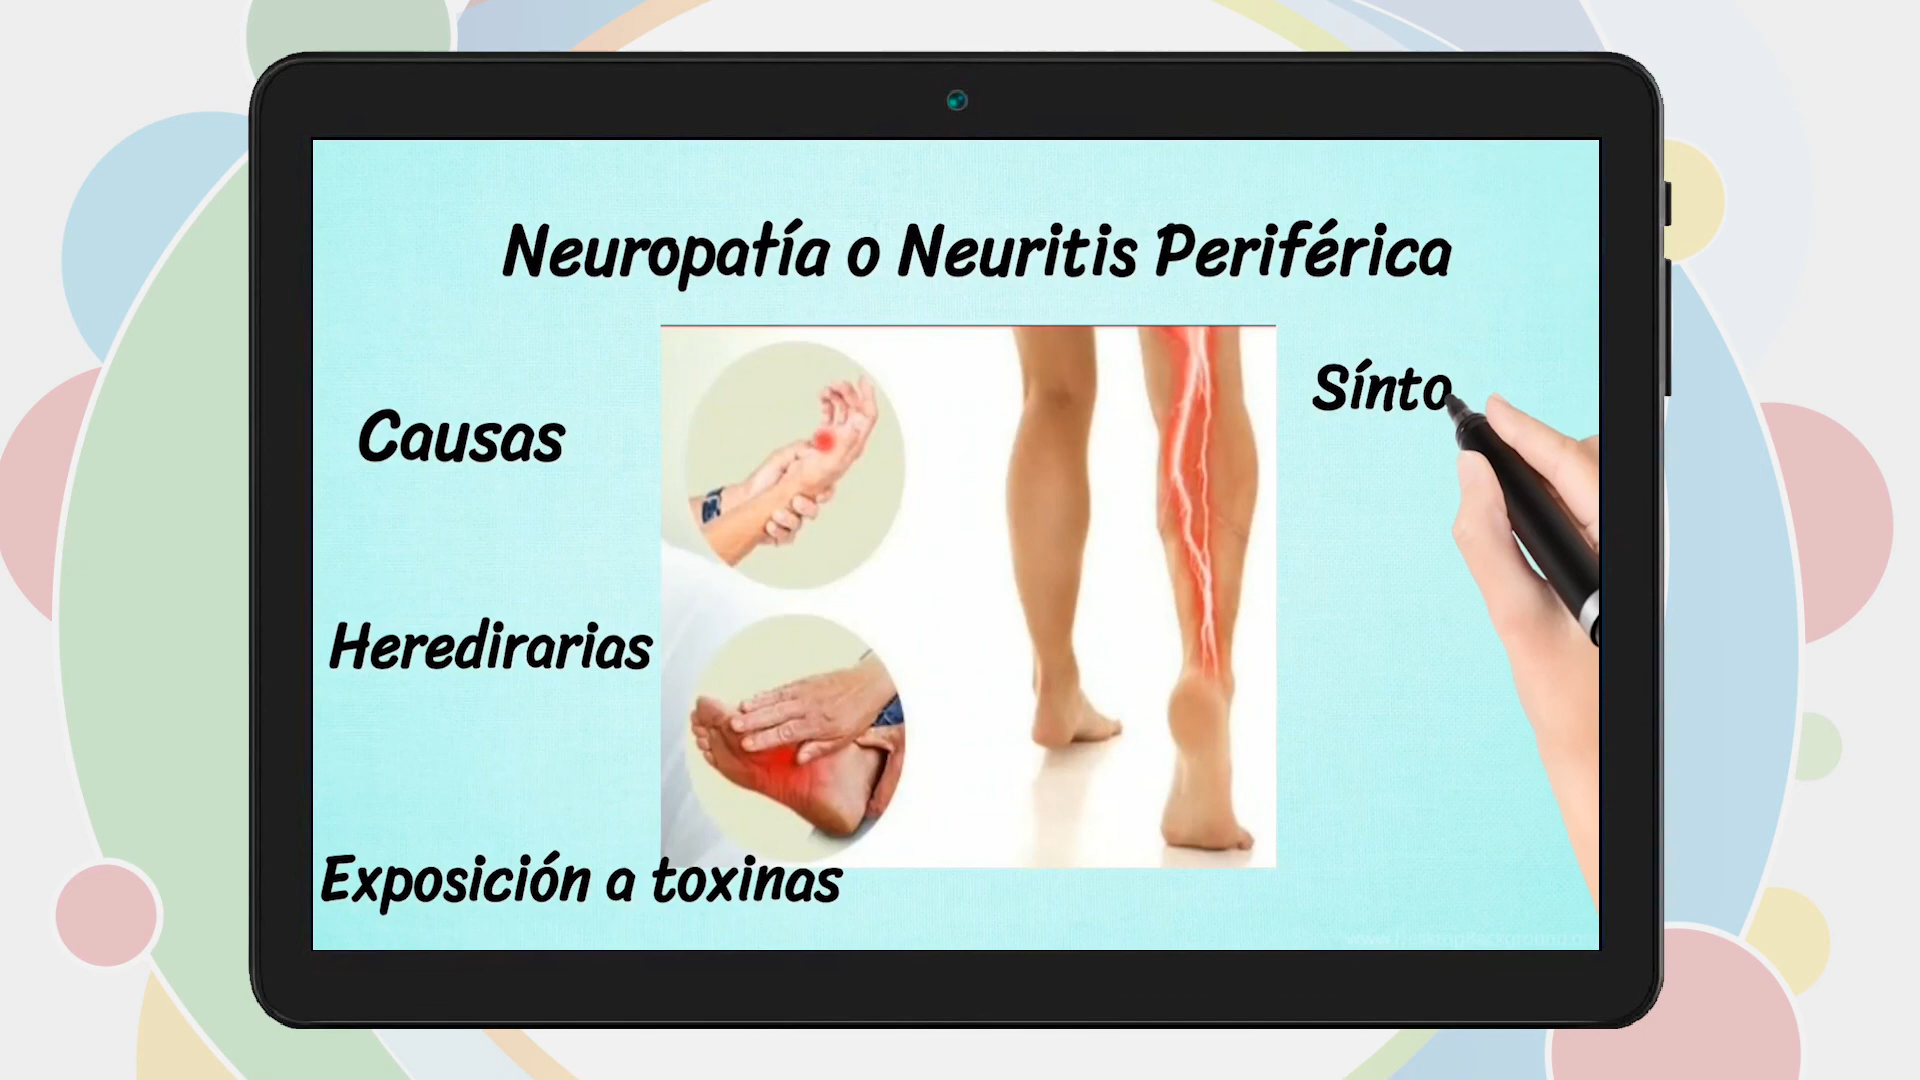 Neuropatía o Neuritis Periférica
Causas
Sínto
Heredirarias
Exposición a toxinas